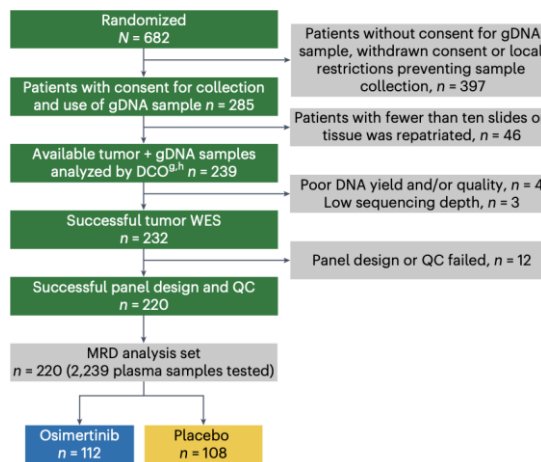 Randomized
N = 682
Patients without consent for gDNA
sample, withdrawn consent or local
restrictions preventing sample
collection, n = 397
Patients with consent for collection
and use of gDNA sample n = 285
Patients with fewer than ten slides o
tissue was repatriated, n = 46
Available tumor + gDNA samples
analyzed by DCOg,h n = 239
Poor DNA yield and/or quality, n = 4
Low sequencing depth, n = 3
Successful tumor WES
n = 232
Panel design or QC failed, n = 12
Successful panel design and QC
n = 220
MRD analysis set
n = 220 (2,239 plasma samples tested)
Osimertinib
n = 112
Placebo
n = 108